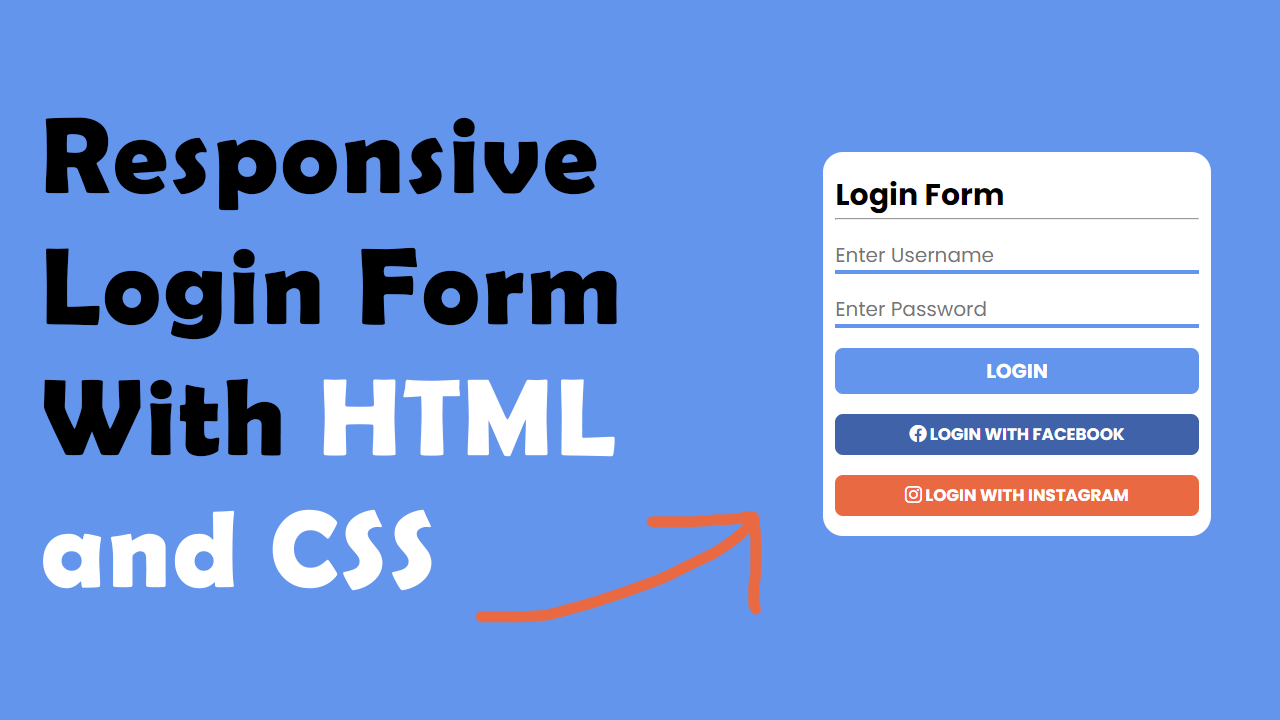 Responsive
Login Form
With HTML
and CSS
Login Form
Enter Username
Enter Password
LOGIN
LOGIN WITH FACEBOOK
LOGIN WITH INSTAGRAM